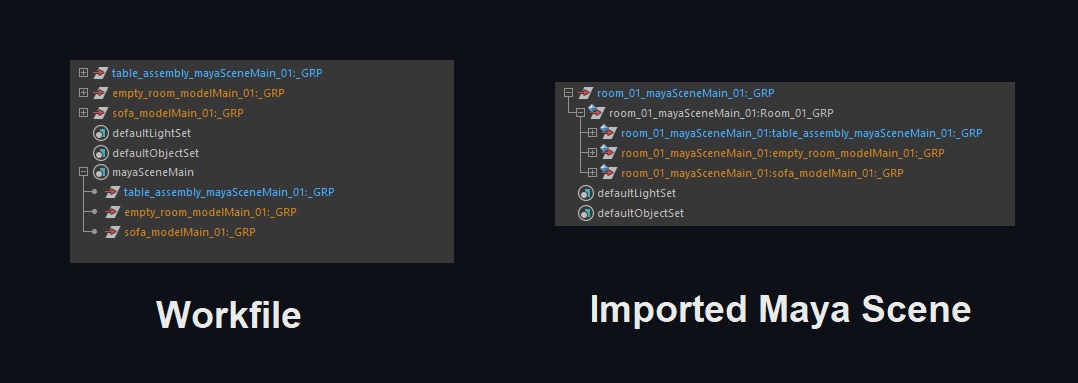 table_assembly_mayaSceneMain_01:_GRP
empty_room_modelMain_01:_GRP
sofa_modelMain_01:_GRP
defaultLightSet
defaultObjectSet
mayaSceneMain
table_assembly_mayaSceneMain_01:_GRP
empty_room_modelMain_01:_GRP
sofa_modelMain_01:_GRP
Workfile
room_01_mayaSceneMain_01:_GRP
room_01_mayaSceneMain_01:Room_01_GRP
room_01_mayaSceneMain_01:table_assembly_mayaSceneMain_01:_GRP
room_01_mayaSceneMain_01:empty_room_modelMain_01:_GRP
room_01_mayaSceneMain_01:sofa_modelMain_01:_GRP
defaultLightSet
defaultObjectSet
Imported Maya Scene